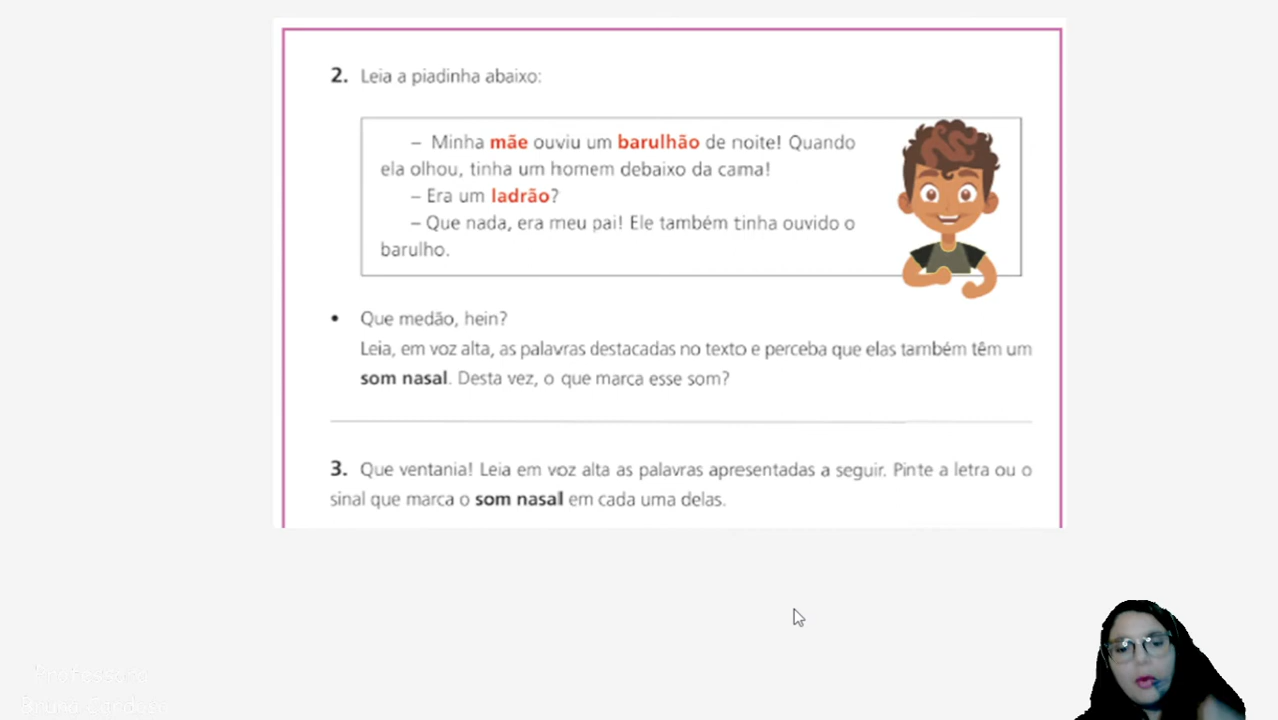 2. Leia a piadinha abaixo:
– Minha mãe ouviu um barulhão de noite! Quando
ela olhou, tinha um homem debaixo da cama!
– Era um ladrão?
– Que nada, era meu pai! Ele também tinha ouvido o
barulho.
• Que medão, hein?
Leia, em voz alta, as palavras destacadas no texto e perceba que elas também têm um
som nasal. Desta vez, o que marca esse som?
3. Que ventania! Leia em voz alta as palavras apresentadas a seguir. Pinte a letra ou o
sinal que marca o som nasal em cada uma delas.
Professora
Bruna Cardoso